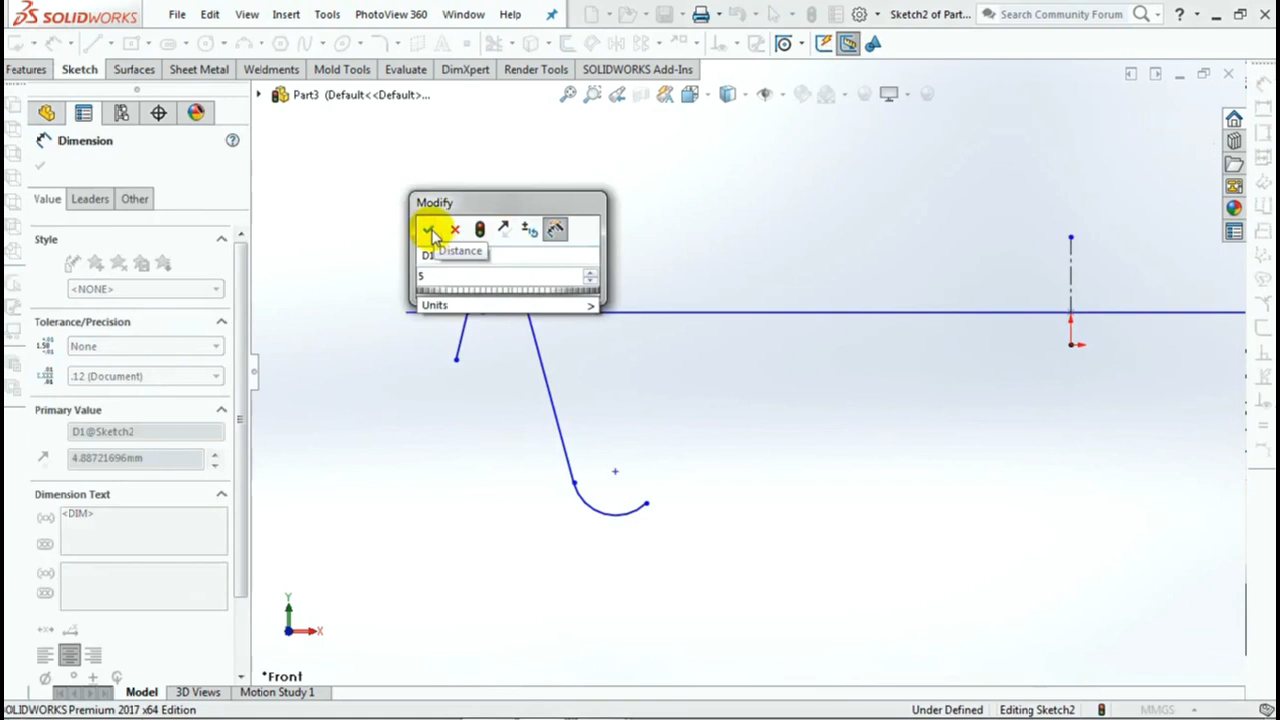 SOLIDWORKS File Edit View Insert Tools PhotoView 360 Window Help Sketch2 of Part... Search Community Forum ?
Features Sketch Surfaces Sheet Metal Weldments Mold Tools Evaluate DimXpert Render Tools SOLIDWORKS Add-Ins
Part3 (Default<<Default>...
Dimension
Value Leaders Other
Style
<NONE>
Tolerance/Precision
None
.12 (Document)
Primary Value
D1@Sketch2
4.88721696mm
Dimension Text
<DIM>
Modify
Distance
D1
5
Units >
Y
X
*Front
Model 3D Views Motion Study 1
OLIDWORKS Premium 2017 x64 Edition Under Defined Editing Sketch2 MMGS